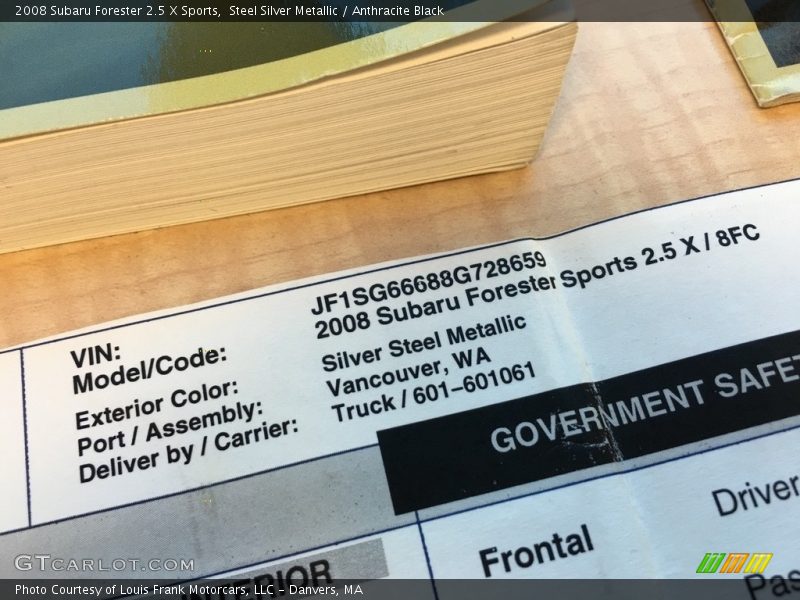 2008 Subaru Forester 2.5 X Sports, Steel Silver Metallic / Anthracite Black
VIN: JF1SG66688G728659
Model/Code: 2008 Subaru Forester Sports 2.5 X / 8FC
Exterior Color: Silver Steel Metallic
Port / Assembly: Vancouver, WA
Deliver by / Carrier: Truck / 601-601061
GOVERNMENT SAFET
Driver
Frontal
INTERIOR
Pas
GTCARLOT.COM
Photo Courtesy of Louis Frank Motorcars, LLC - Danvers, MA